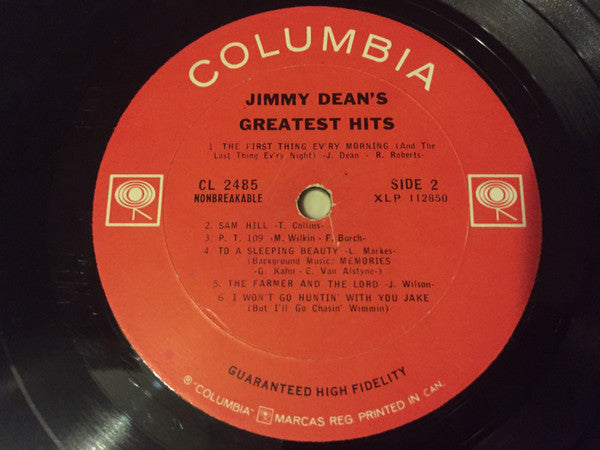 COLUMBIA
JIMMY DEAN'S
GREATEST HITS
1 THE FIRST THING EV'RY MORNING (And The
Last Thing Ev'ry Night) -J. Dean - R. Roberts-
CL 2485
NONBREAKABLE
SIDE 2
XLP 112850
2. SAM HILL -T. Collins-
3. P. T. 109 -M. Wilkin - F. Burch-
4. TO A SLEEPING BEAUTY -L. Markes-
(Background Music: MEMORIES
-G. Kahn - E. Van Alstyne-)
5. THE FARMER AND THE LORD -J. Wilson-
6. I WON'T GO HUNTIN' WITH YOU JAKE
(But I'll Go Chasin' Wimmin)
GUARANTEED HIGH FIDELITY
® "COLUMBIA" MARCAS REG. PRINTED IN CAN.